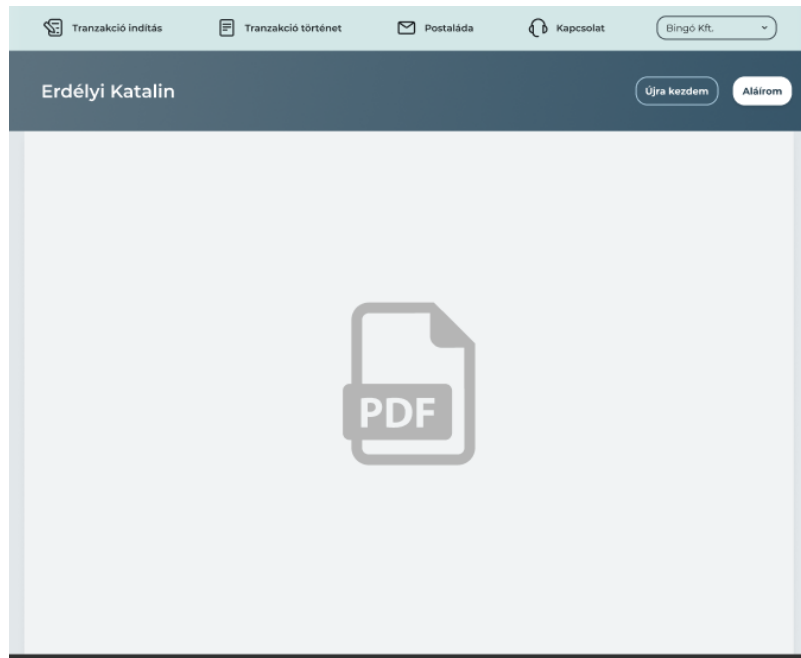 Tranzakció indítás
Tranzakció történet
Postaláda
Kapcsolat
Bingó Kft.
Erdélyi Katalin
Újra kezdem
Aláírom
PDF